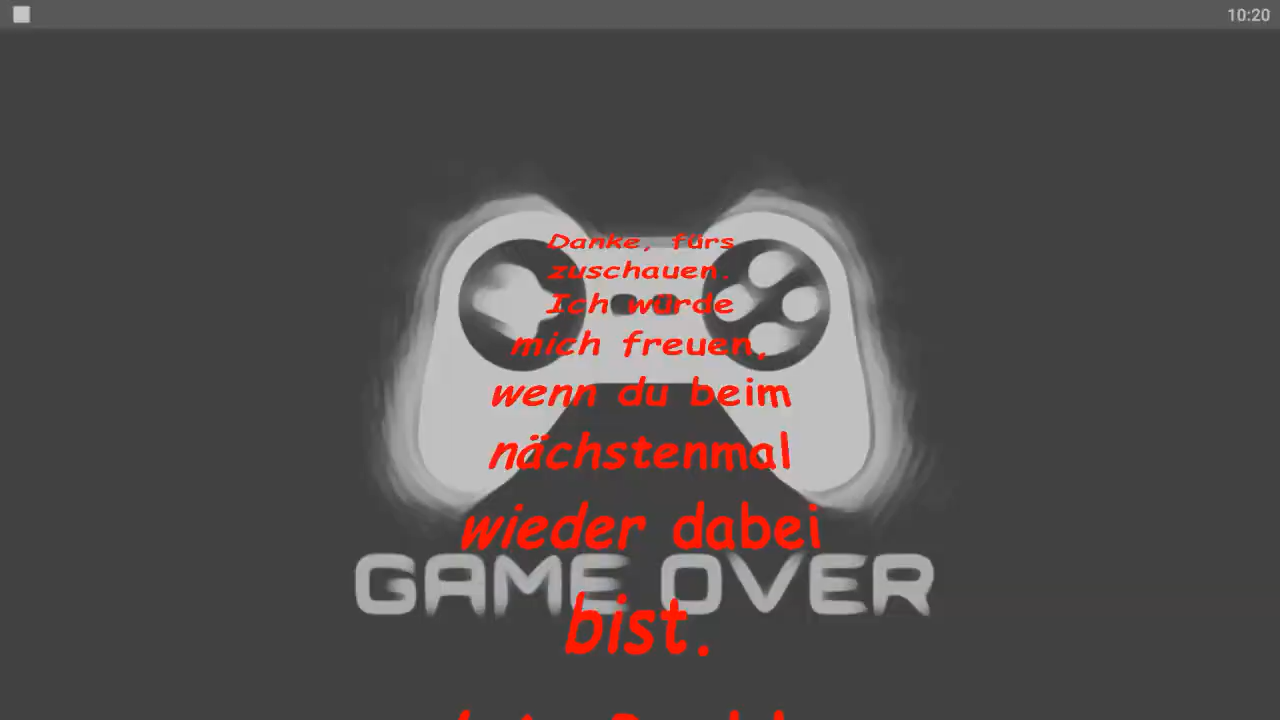 10:20
Danke, fürs
zuschauen.
Ich würde
mich freuen,
wenn du beim
nächstenmal
wieder dabei
GAME OVER
bist.